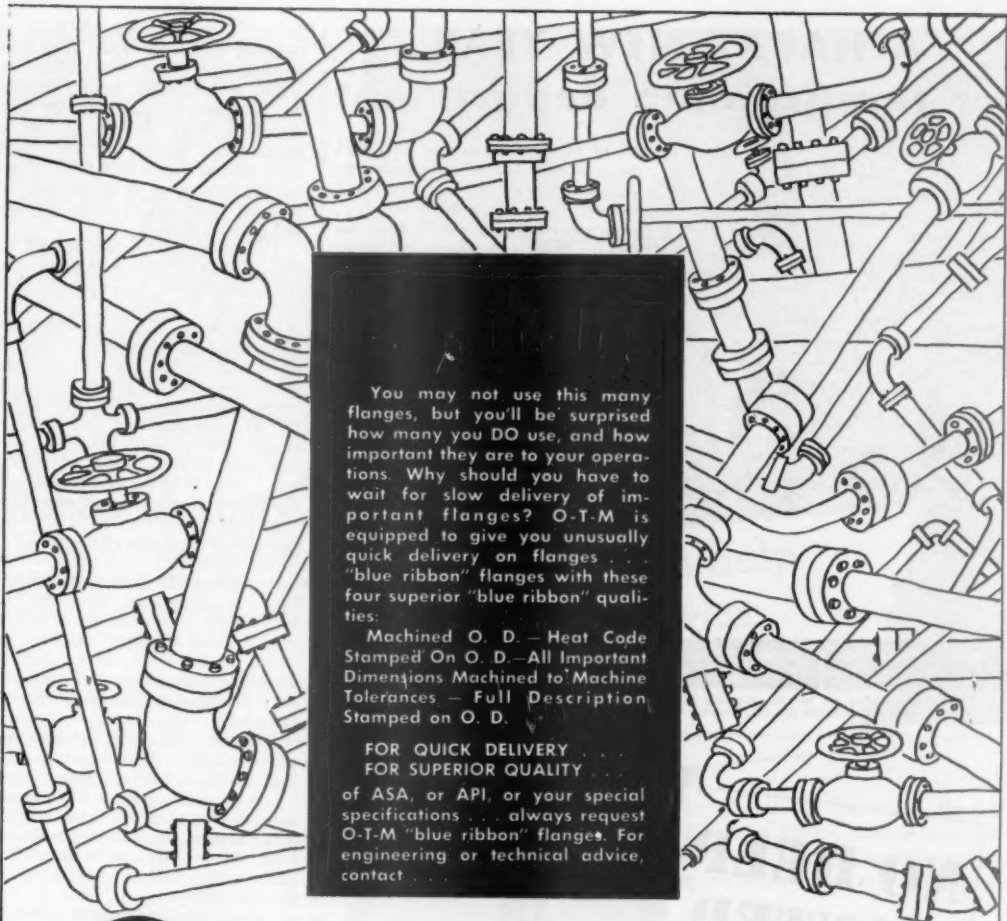 You may not use this many
flanges, but you'll be surprised
how many you DO use, and how
important they are to your opera-
tions. Why should you have to
wait for slow delivery of im-
portant flanges? O-T-M is
equipped to give you unusually
quick delivery on flanges . . .
"blue ribbon" flanges with these
four superior "blue ribbon" quali-
ties:
Machined O. D. — Heat Code
Stamped On O. D.—All Important
Dimensions Machined to Machine
Tolerances — Full Description
Stamped on O. D.
FOR QUICK DELIVERY . . .
FOR SUPERIOR QUALITY . . .
of ASA, or API, or your special
specifications . . . always request
O-T-M "blue ribbon" flanges. For
engineering or technical advice,
contact . . .